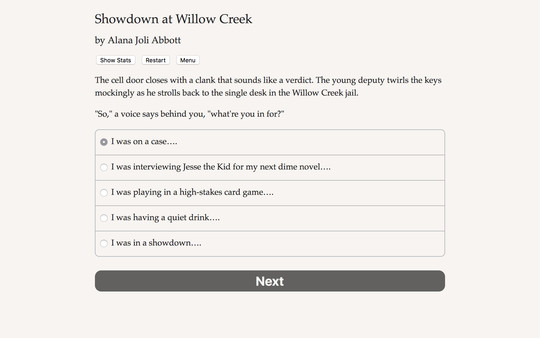 Showdown at Willow Creek
by Alana Joli Abbott
Show Stats Restart Menu
The cell door closes with a clank that sounds like a verdict. The young deputy twirls the keys
mockingly as he strolls back to the single desk in the Willow Creek jail.
"So," a voice says behind you, "what're you in for?"
I was on a case….
I was interviewing Jesse the Kid for my next dime novel….
I was playing in a high-stakes card game….
I was having a quiet drink….
I was in a showdown….
Next